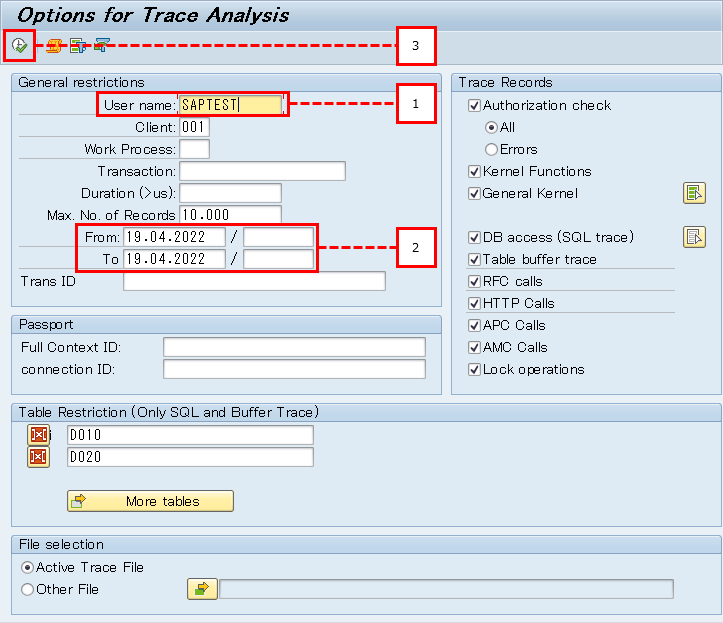 Options for Trace Analysis
3
General restrictions
User name: SAPTEST
1
Client: 001
Work Process:
Transaction:
Duration (>us):
Max. No. of Records 10.000
From: 19.04.2022 /
To 19.04.2022 /
2
Trans ID
Trace Records
Authorization check
All
Errors
Kernel Functions
General Kernel
DB access (SQL trace)
Table buffer trace
RFC calls
HTTP Calls
APC Calls
AMC Calls
Lock operations
Passport
Full Context ID:
connection ID:
Table Restriction (Only SQL and Buffer Trace)
D010
D020
More tables
File selection
Active Trace File
Other File